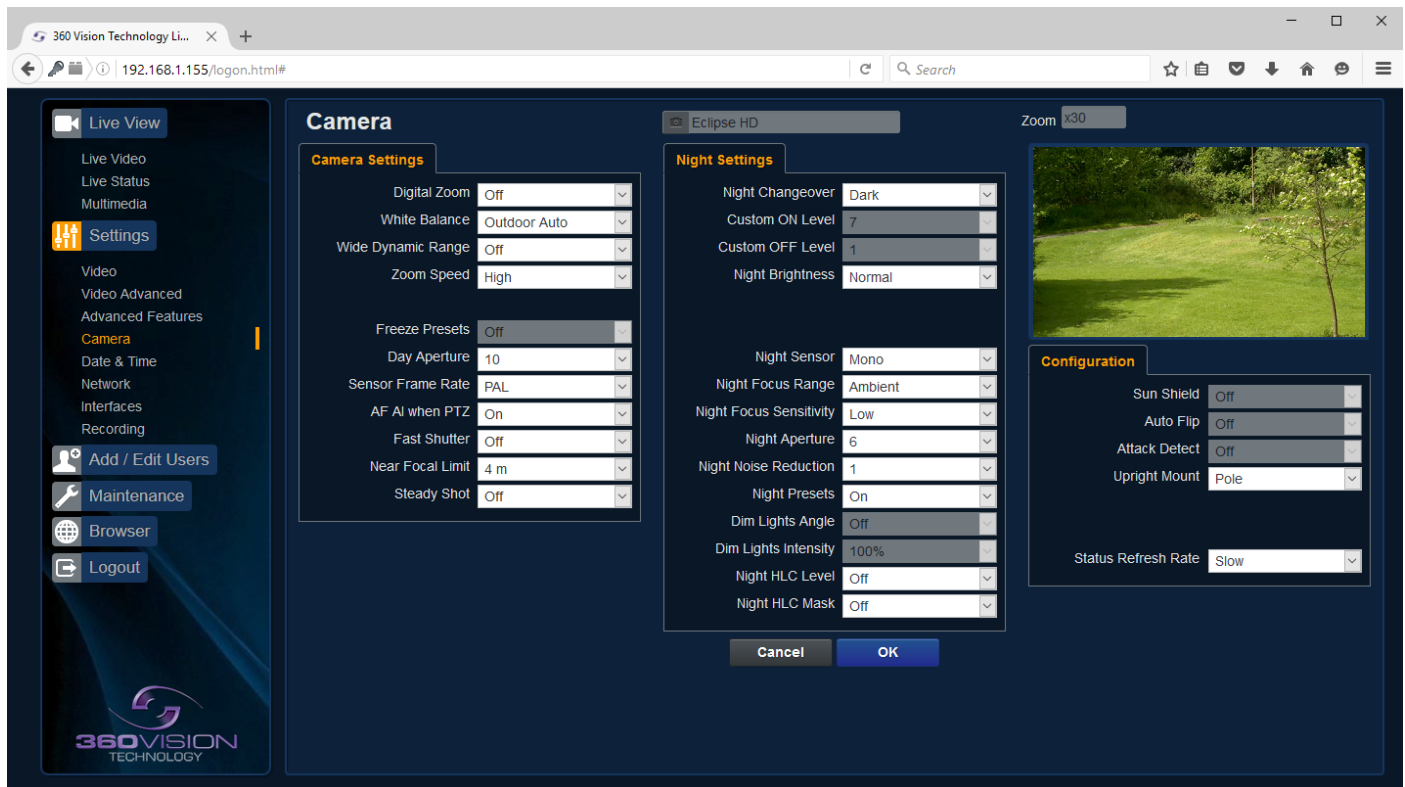 360 Vision Technology Li...
192.168.1.155/logon.html#
Search
Live View
Live Video
Live Status
Multimedia
Settings
Video
Video Advanced
Advanced Features
Camera
Date & Time
Network
Interfaces
Recording
Add / Edit Users
Maintenance
Browser
Logout
360VISION
TECHNOLOGY
Camera
Eclipse HD
Zoom x30
Camera Settings
Digital Zoom Off
White Balance Outdoor Auto
Wide Dynamic Range Off
Zoom Speed High
Freeze Presets Off
Day Aperture 10
Sensor Frame Rate PAL
AF AI when PTZ On
Fast Shutter Off
Near Focal Limit 4 m
Steady Shot Off
Night Settings
Night Changeover Dark
Custom ON Level 7
Custom OFF Level 1
Night Brightness Normal
Night Sensor Mono
Night Focus Range Ambient
Night Focus Sensitivity Low
Night Aperture 6
Night Noise Reduction 1
Night Presets On
Dim Lights Angle Off
Dim Lights Intensity 100%
Night HLC Level Off
Night HLC Mask Off
Configuration
Sun Shield Off
Auto Flip Off
Attack Detect Off
Upright Mount Pole
Status Refresh Rate Slow
Cancel
OK